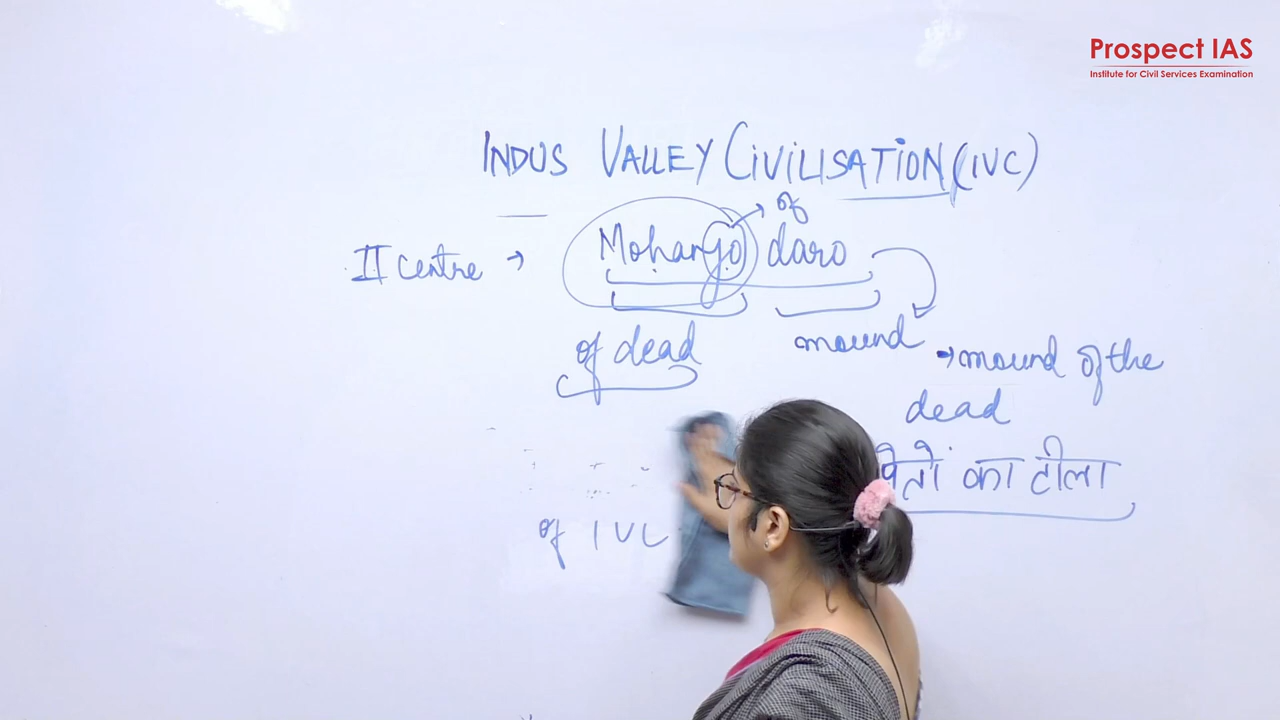 Prospect IAS
Institute for Civil Services Examination
INDUS VALLEY CIVILISATION (IVC)
→ of
II centre → Mohanjo daro
of dead
mound
→ mound of the
dead
का टीला
of IVC